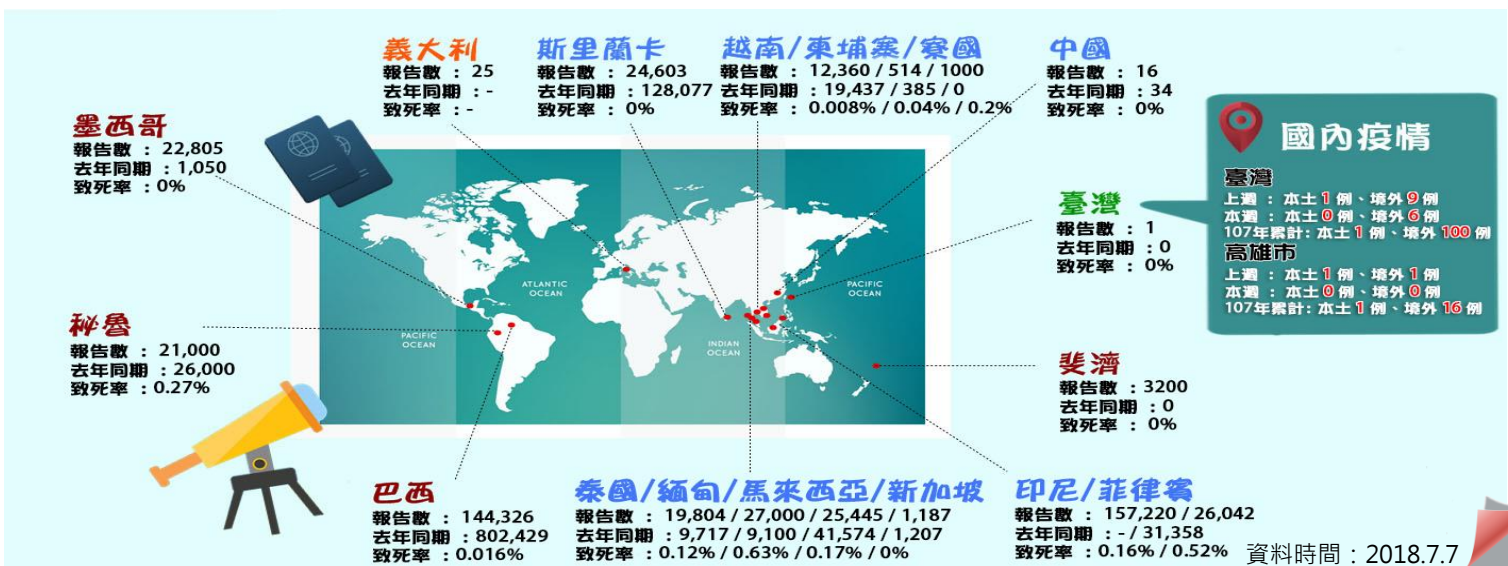 義大利
報告數 : 25
去年同期 : -
致死率 : -
斯里蘭卡
報告數 : 24,603
去年同期 : 128,077
致死率 : 0%
越南/柬埔寨/寮國
報告數 : 12,360 / 514 / 1000
去年同期 : 19,437 / 385 / 0
致死率 : 0.008% / 0.04% / 0.2%
中國
報告數 : 16
去年同期 : 34
致死率 : 0%
墨西哥
報告數 : 22,805
去年同期 : 1,050
致死率 : 0%
國內疫情
臺灣
上週 : 本土1例、境外9例
本週 : 本土0例、境外6例
107年累計: 本土1例、境外100例
高雄市
上週 : 本土1例、境外1例
本週 : 本土0例、境外0例
107年累計: 本土1例、境外16例
臺灣
報告數 : 1
去年同期 : 0
致死率 : 0%
ATLANTIC
OCEAN
PACIFIC
OCEAN
PACIFIC
OCEAN
INDIAN
OCEAN
秘魯
報告數 : 21,000
去年同期 : 26,000
致死率 : 0.27%
斐濟
報告數 : 3200
去年同期 : 0
致死率 : 0%
巴西
報告數 : 144,326
去年同期 : 802,429
致死率 : 0.016%
泰國/緬甸/馬來西亞/新加坡
報告數 : 19,804 / 27,000 / 25,445 / 1,187
去年同期 : 9,717 / 9,100 / 41,574 / 1,207
致死率 : 0.12% / 0.63% / 0.17% / 0%
印尼/菲律賓
報告數 : 157,220 / 26,042
去年同期 : - / 31,358
致死率 : 0.16% / 0.52%
資料時間：2018.7.7